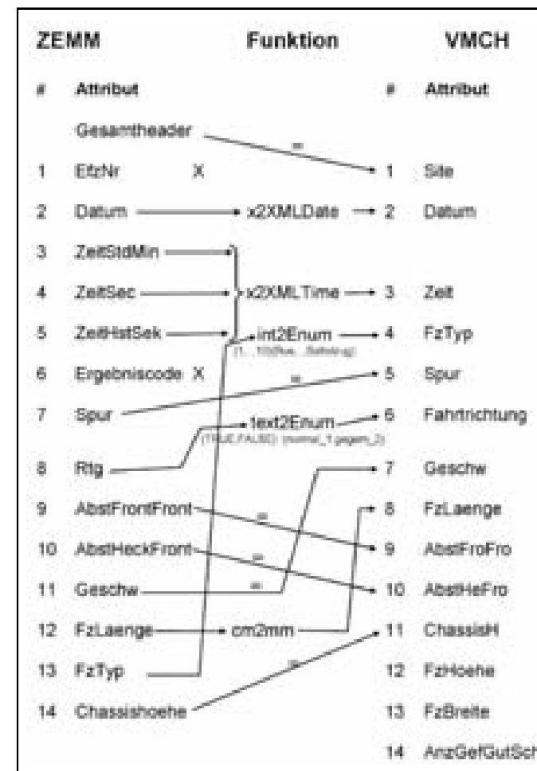 ZEMM Funktion VMCH
# Attribut # Attribut
Gesamtheader = 1 Site
1 EfzNr X
2 Datum x2XMLDate 2 Datum
3 ZeitStdMin
4 ZeitSec x2XMLTime 3 Zeit
5 ZeitHstSek int2Enum 4 FzTyp
6 Ergebniscode X = 5 Spur
7 Spur text2Enum 6 Fahrtrichtung
(TRUE,FALSE)
8 Rtg 7 Geschw
9 AbstFrontFront = 8 FzLaenge
10 AbstHeckFront = 9 AbstFroFro
11 Geschw = 10 AbstHeFro
12 FzLaenge cm2mm 11 ChassisH
13 FzTyp = 12 FzHoehe
14 Chassishoehe 13 FzBreite
14 AnzGefGutSch